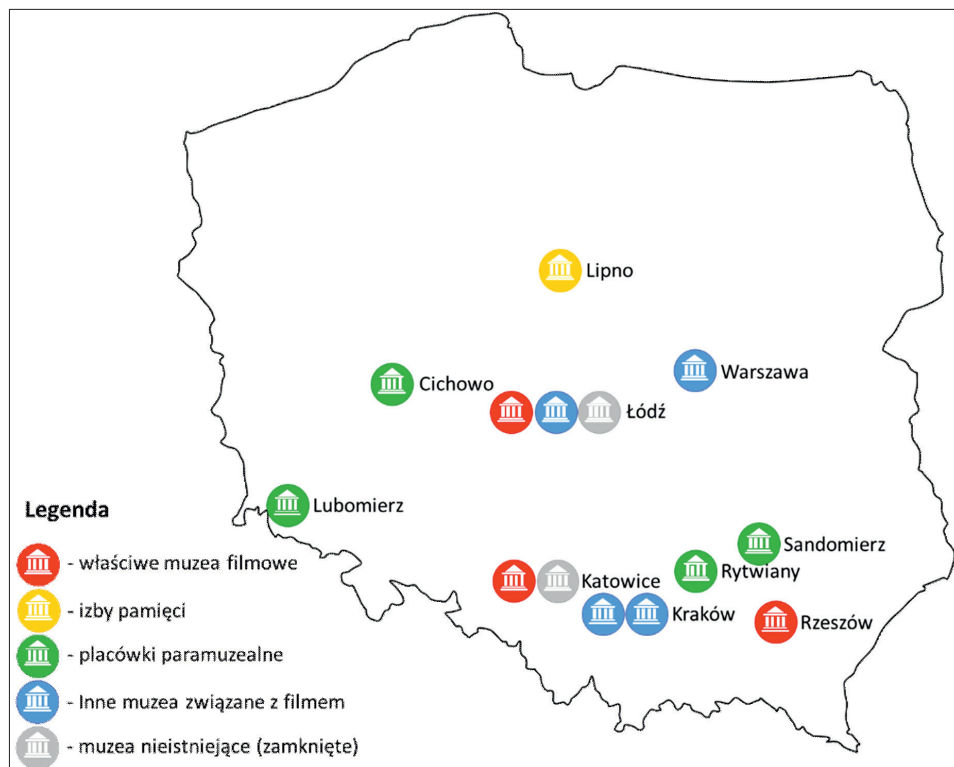 Lipno
Cichowo
Warszawa
Łódź
Lubomierz
Sandomierz
Rytwiany
Katowice
Kraków
Rzeszów
Legenda
- właściwe muzea filmowe
- izby pamięci
- placówki paramuzealne
- Inne muzea związane z filmem
- muzea nieistniejące (zamknięte)